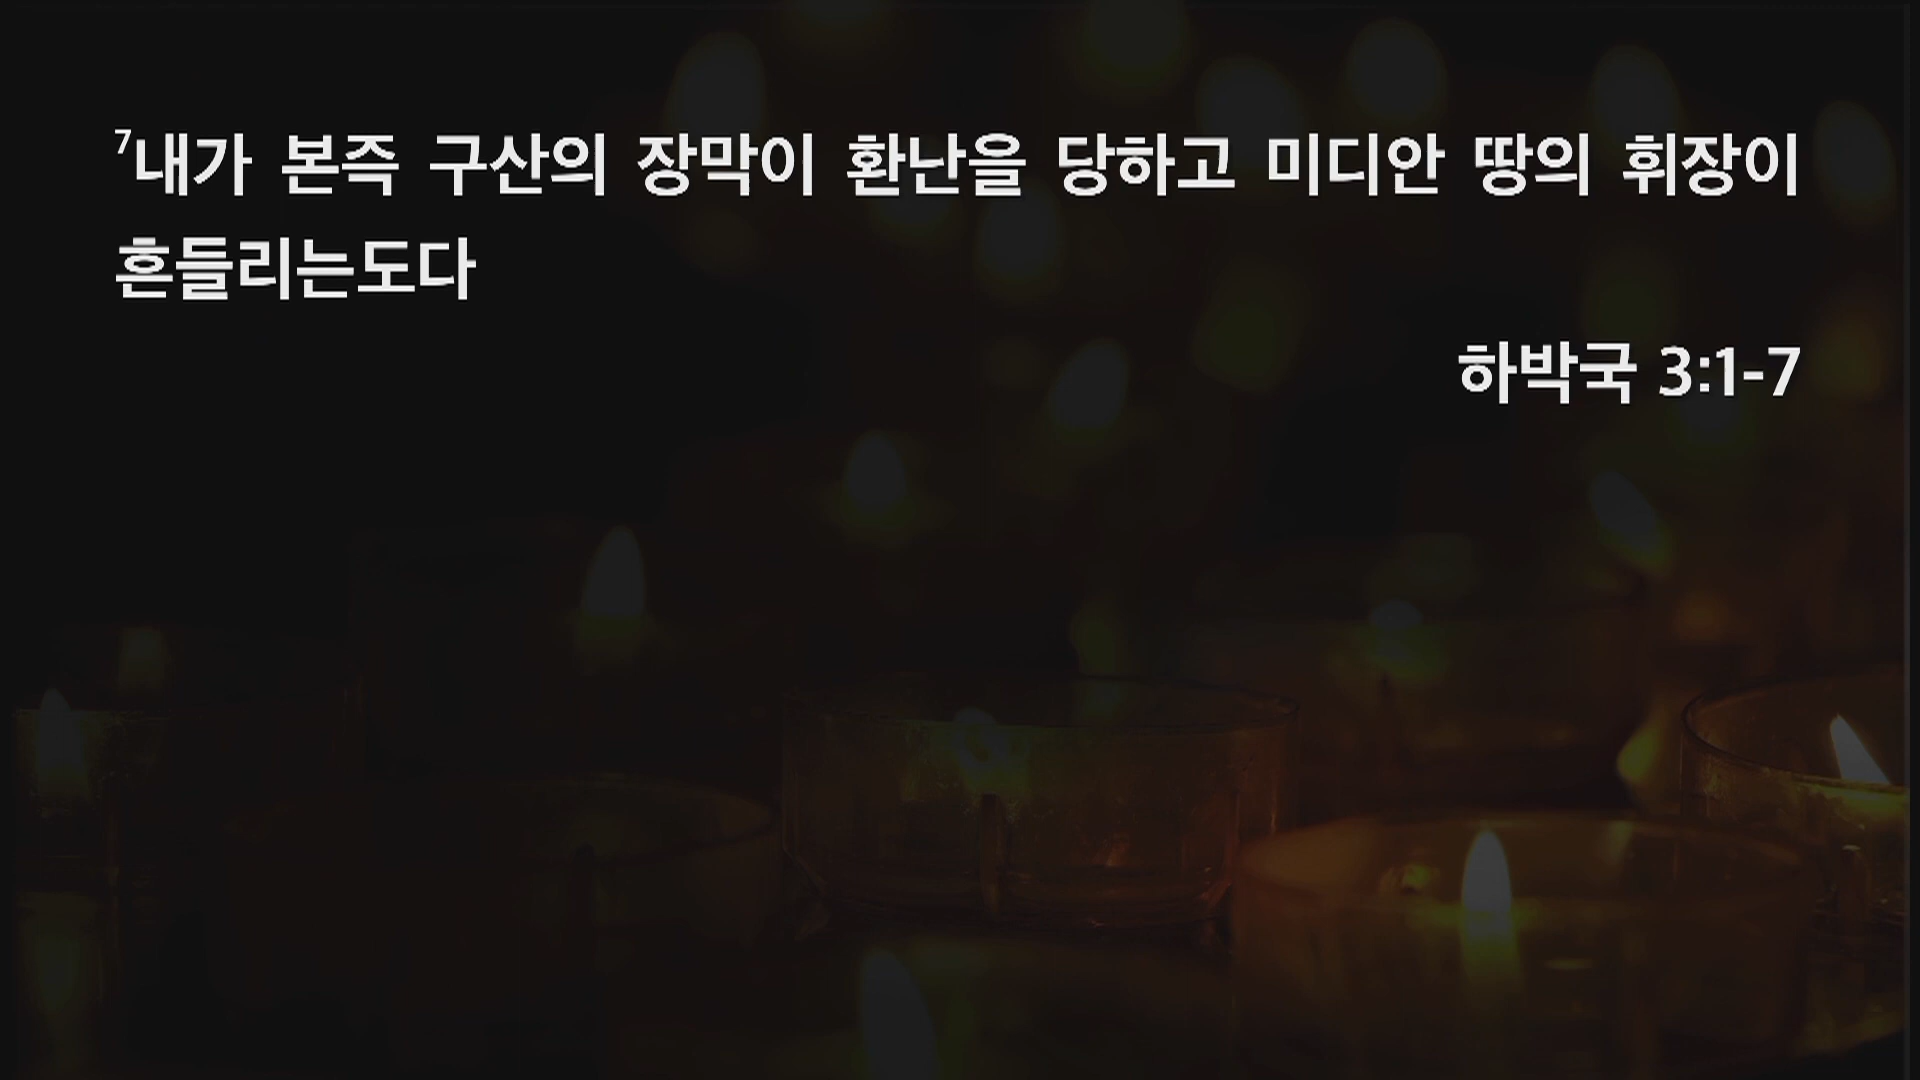 ⁷내가 본즉 구산의 장막이 환난을 당하고 미디안 땅의 휘장이
흔들리는도다
하박국 3:1-7